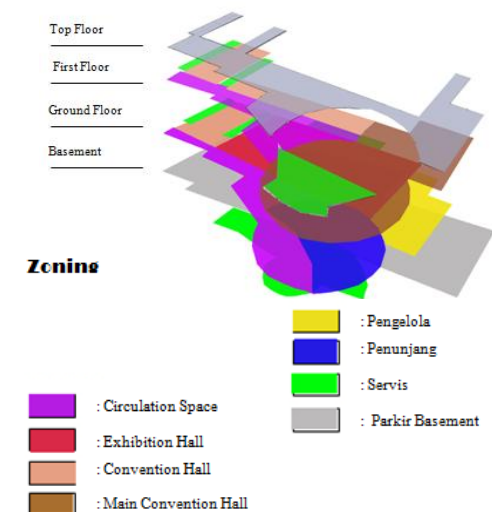 Top Floor
First Floor
Ground Floor
Basement
Zoning
: Pengelola
: Penunjang
: Servis
: Parkir Basement
: Circulation Space
: Exhibition Hall
: Convention Hall
: Main Convention Hall